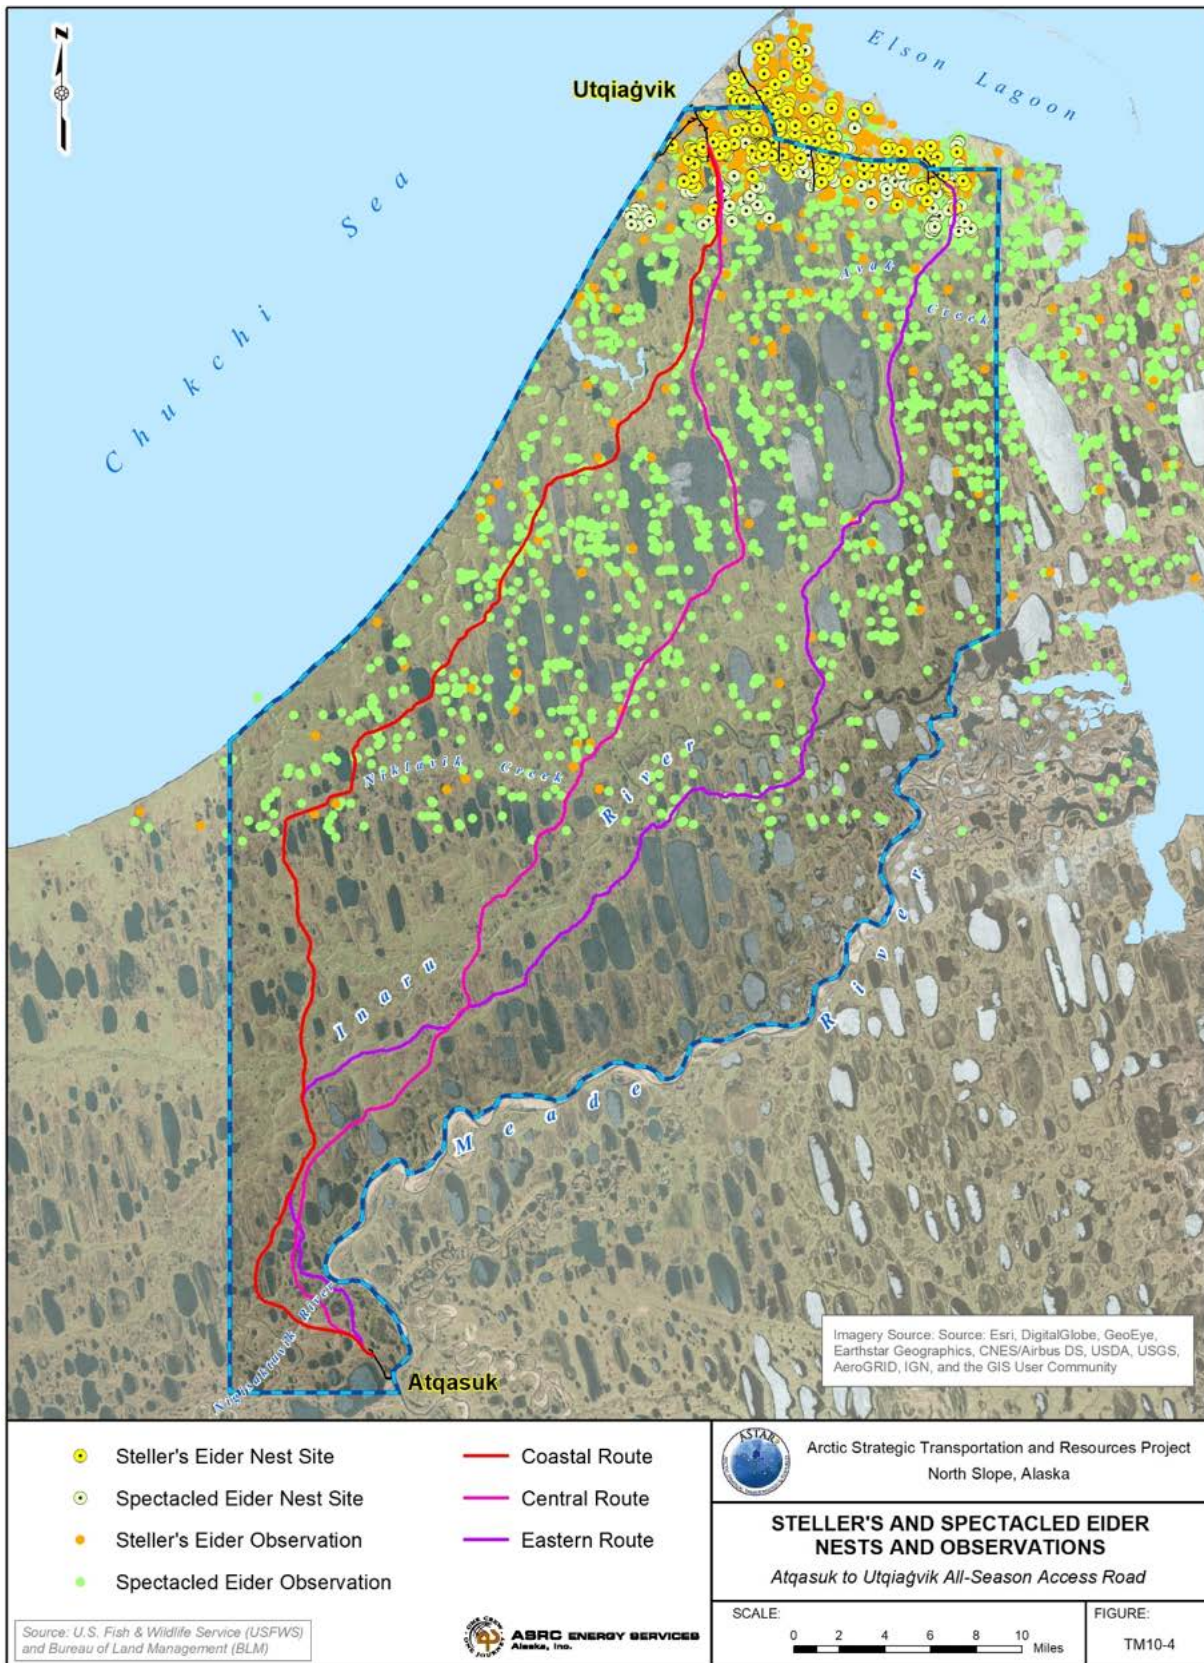 N
Utqiaġvik
Elson Lagoon
Chukchi Sea
Avak
Creek
Nikluvik Creek
Inaru River
Meade River
Nigisaktuvik River
Atqasuk
Imagery Source: Source: Esri, DigitalGlobe, GeoEye,
Earthstar Geographics, CNES/Airbus DS, USDA, USGS,
AeroGRID, IGN, and the GIS User Community
Steller's Eider Nest Site
Spectacled Eider Nest Site
Steller's Eider Observation
Spectacled Eider Observation
Coastal Route
Central Route
Eastern Route
Source: U.S. Fish & Wildlife Service (USFWS)
and Bureau of Land Management (BLM)
ASRC ENERGY SERVICES
Alaska, Inc.
ASTAR
Arctic Strategic Transportation and Resources Project
North Slope, Alaska
STELLER'S AND SPECTACLED EIDER
NESTS AND OBSERVATIONS
Atqasuk to Utqiaġvik All-Season Access Road
SCALE:
0 2 4 6 8 10
Miles
FIGURE:
TM10-4